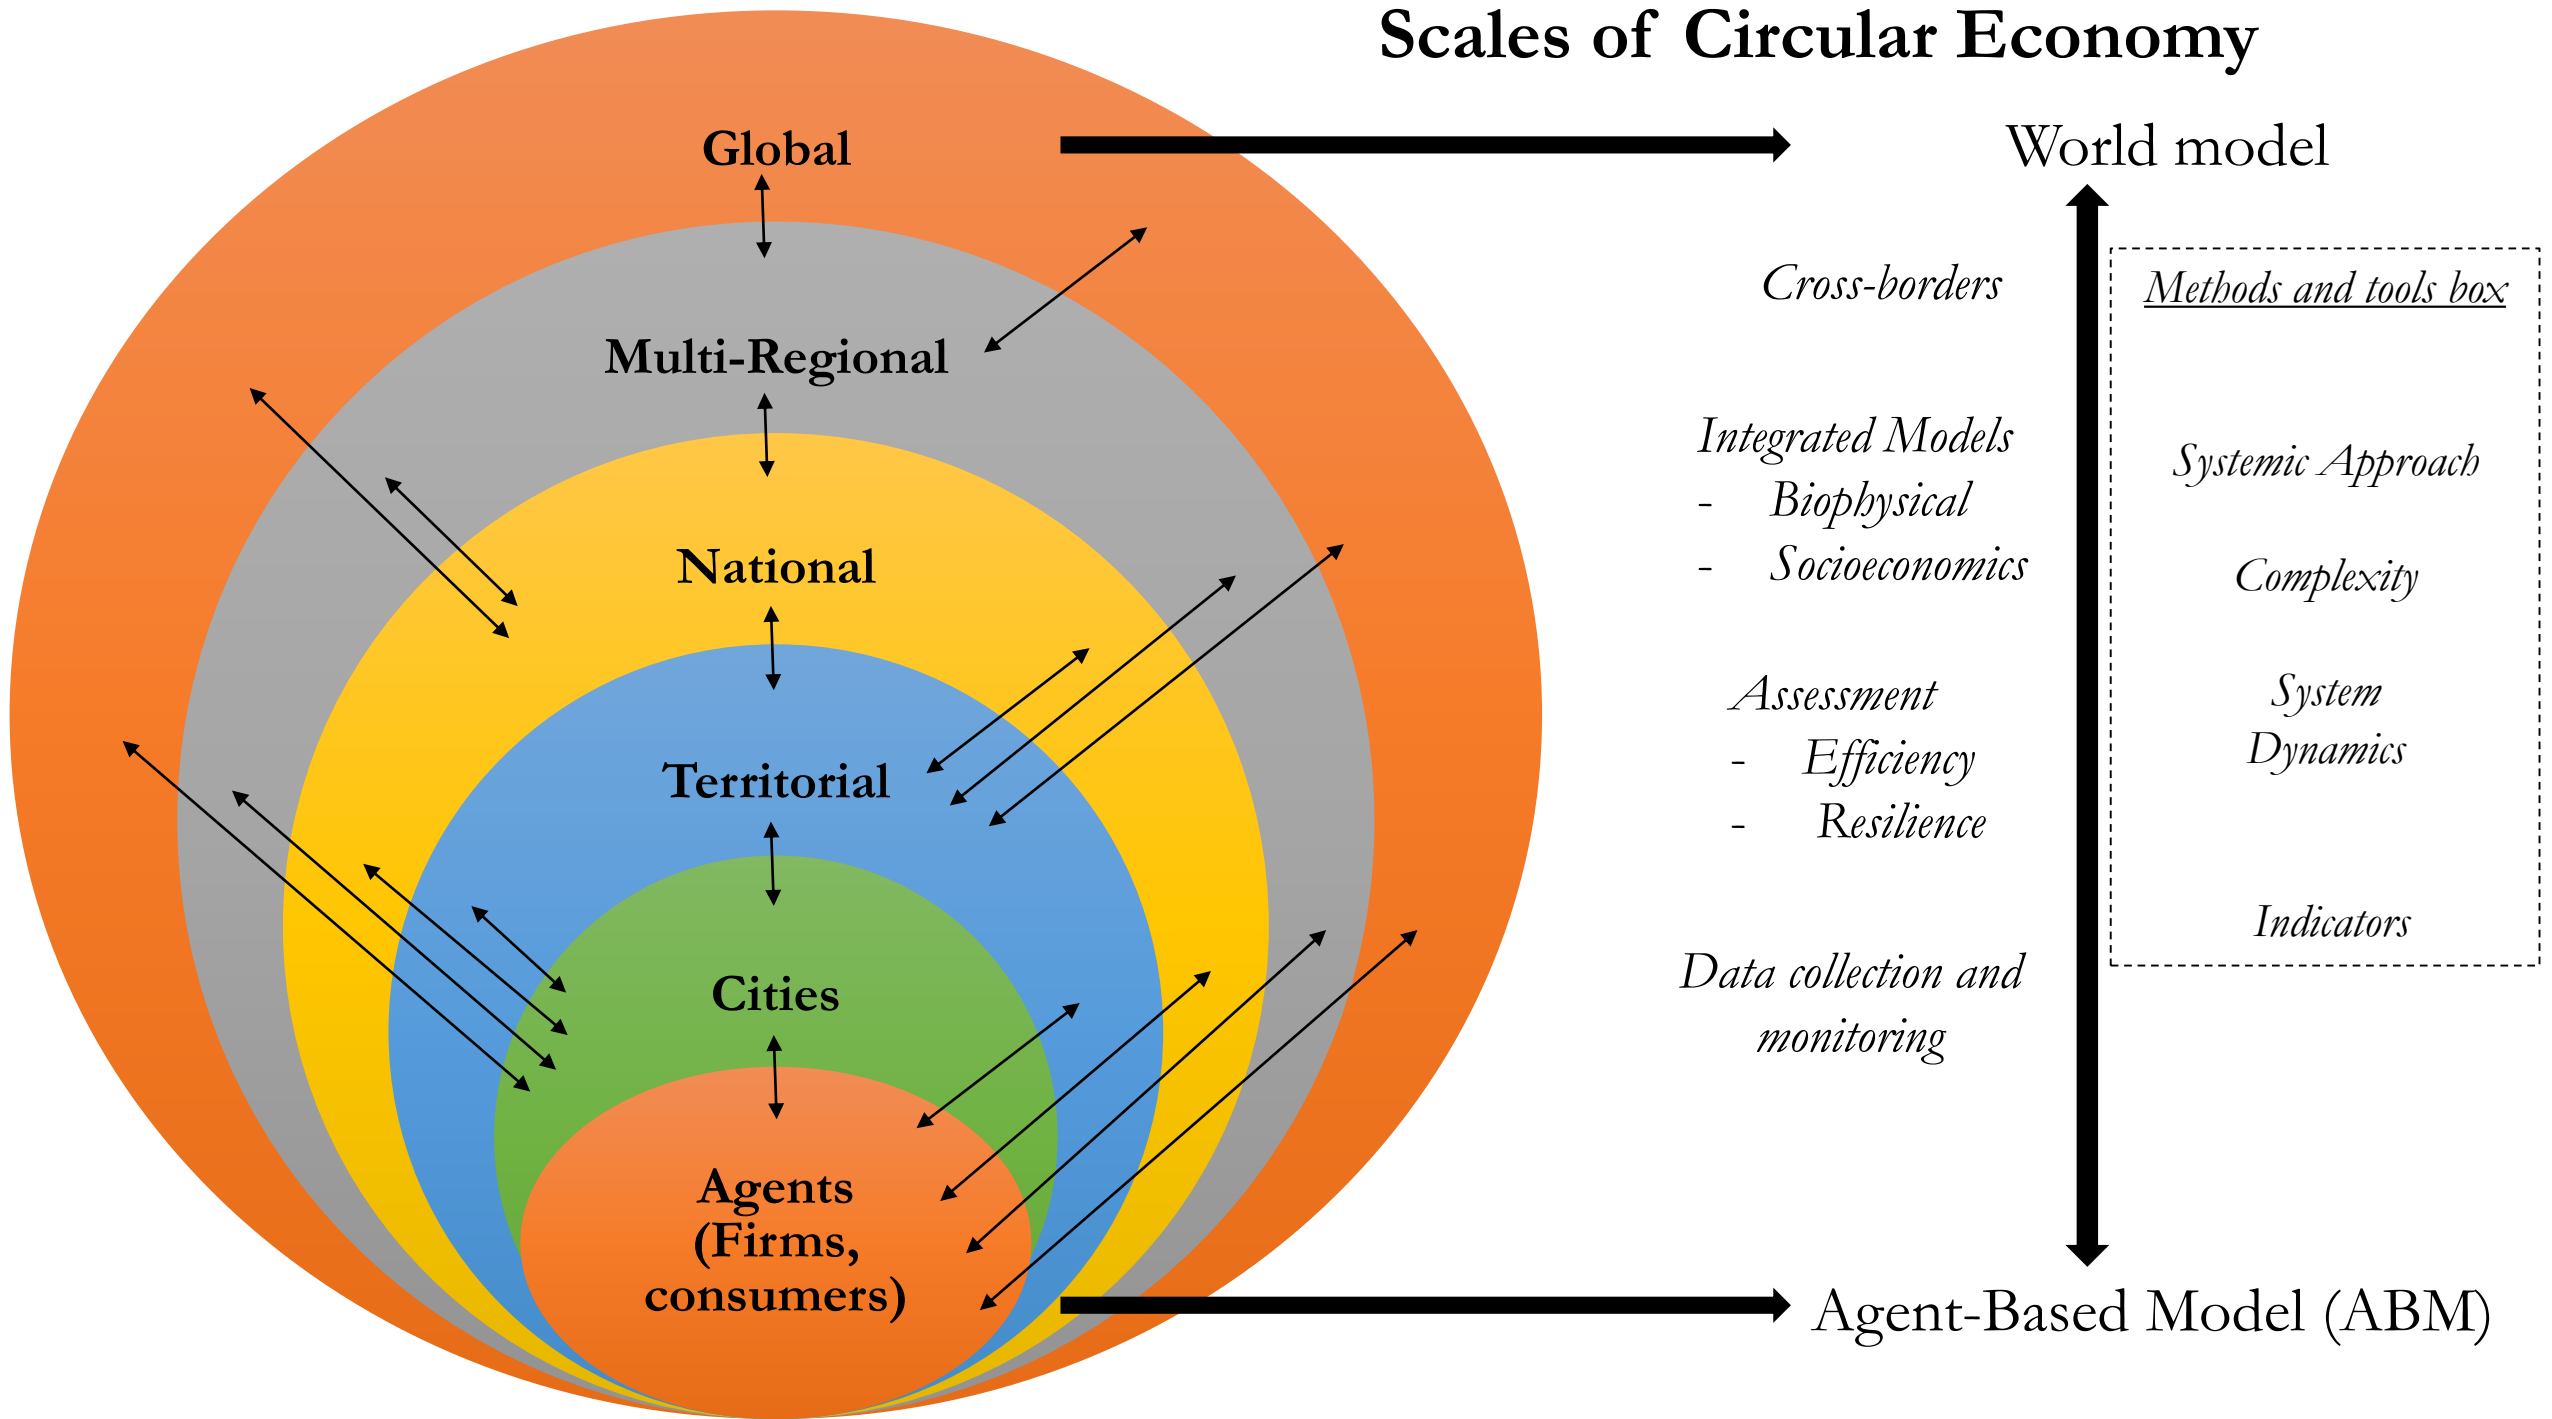 Scales of Circular Economy
Global
Multi-Regional
National
Territorial
Cities
Agents
(Firms,
consumers)
World model
Cross-borders
Integrated Models
- Biophysical
- Socioeconomics
Assessment
- Efficiency
- Resilience
Data collection and
monitoring
Methods and tools box
Systemic Approach
Complexity
System
Dynamics
Indicators
Agent-Based Model (ABM)